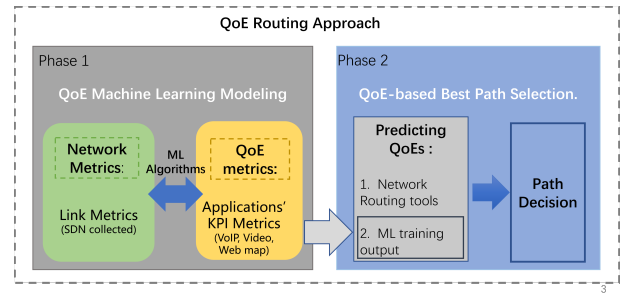 QoE Routing Approach
Phase 1
QoE Machine Learning Modeling
Network
Metrics:
Link Metrics
(SDN collected)
ML
Algorithms
QoE
metrics:
Applications'
KPI Metrics
(VoIP, Video,
Web map)
Phase 2
QoE-based Best Path Selection.
Predicting
QoEs :
1. Network
Routing tools
2. ML training
output
Path
Decision
3